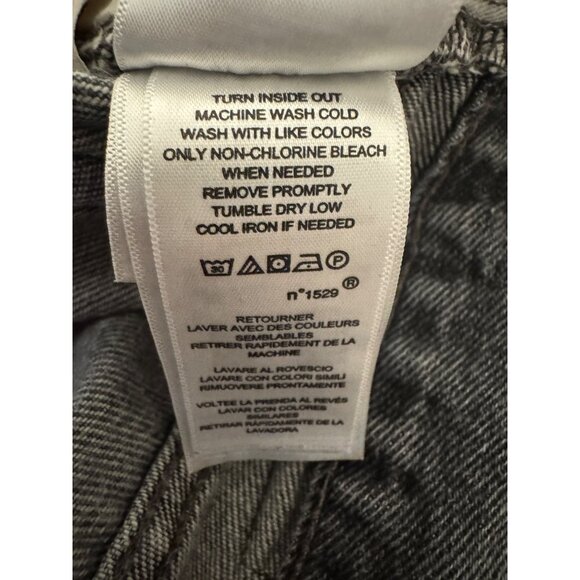 TURN INSIDE OUT
MACHINE WASH COLD
WASH WITH LIKE COLORS
ONLY NON-CHLORINE BLEACH
WHEN NEEDED
REMOVE PROMPTLY
TUMBLE DRY LOW
COOL IRON IF NEEDED
30 P
n°1529 ®
RETOURNER
LAVER AVEC DES COULEURS
SEMBLABLES
RETIRER RAPIDEMENT DE LA
MACHINE
LAVARE AL ROVESCIO
LAVARE CON COLORI SIMILI
RIMUOVERE PRONTAMENTE
VOLTEE LA PRENDA AL REVÉS
LAVAR CON COLORES
SIMILARES
RETIRAR RÁPIDAMENTE DE LA
LAVADORA